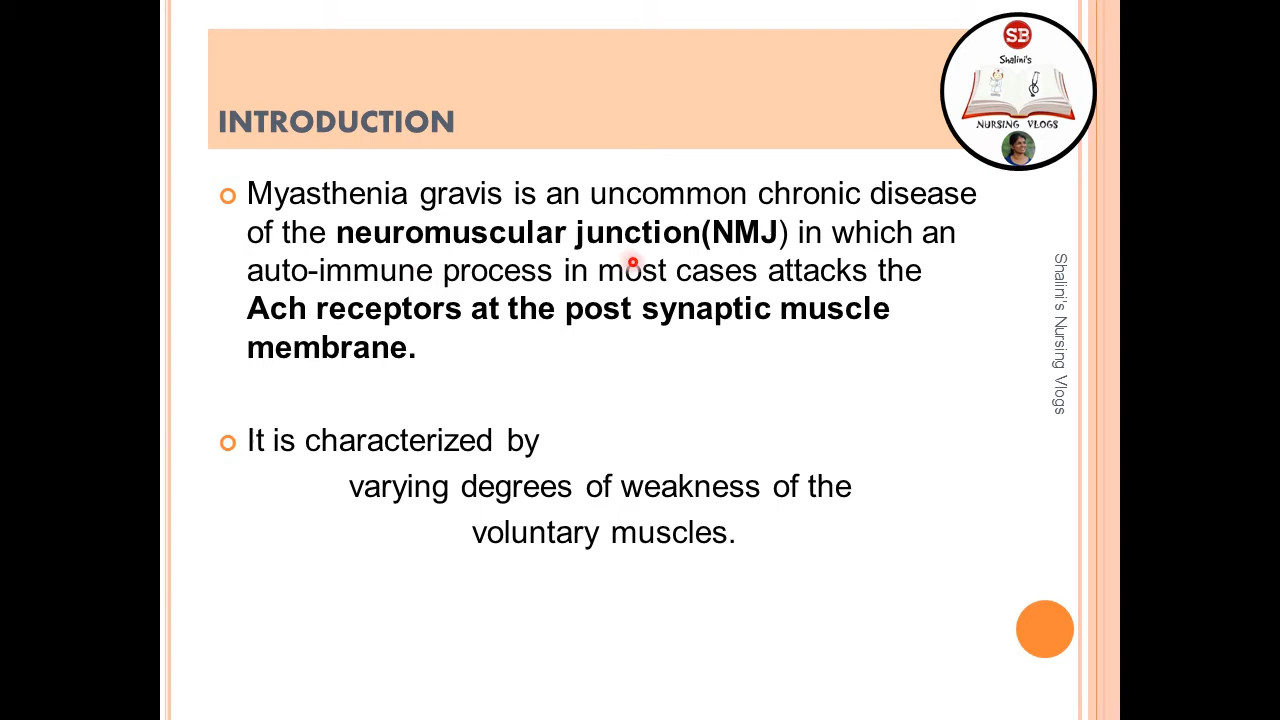 SB
Shalini's
NURSING VLOGS
INTRODUCTION
Myasthenia gravis is an uncommon chronic disease
of the neuromuscular junction(NMJ) in which an
auto-immune process in most cases attacks the
Ach receptors at the post synaptic muscle
membrane.
It is characterized by
varying degrees of weakness of the
voluntary muscles.
Shalini's Nursing Vlogs